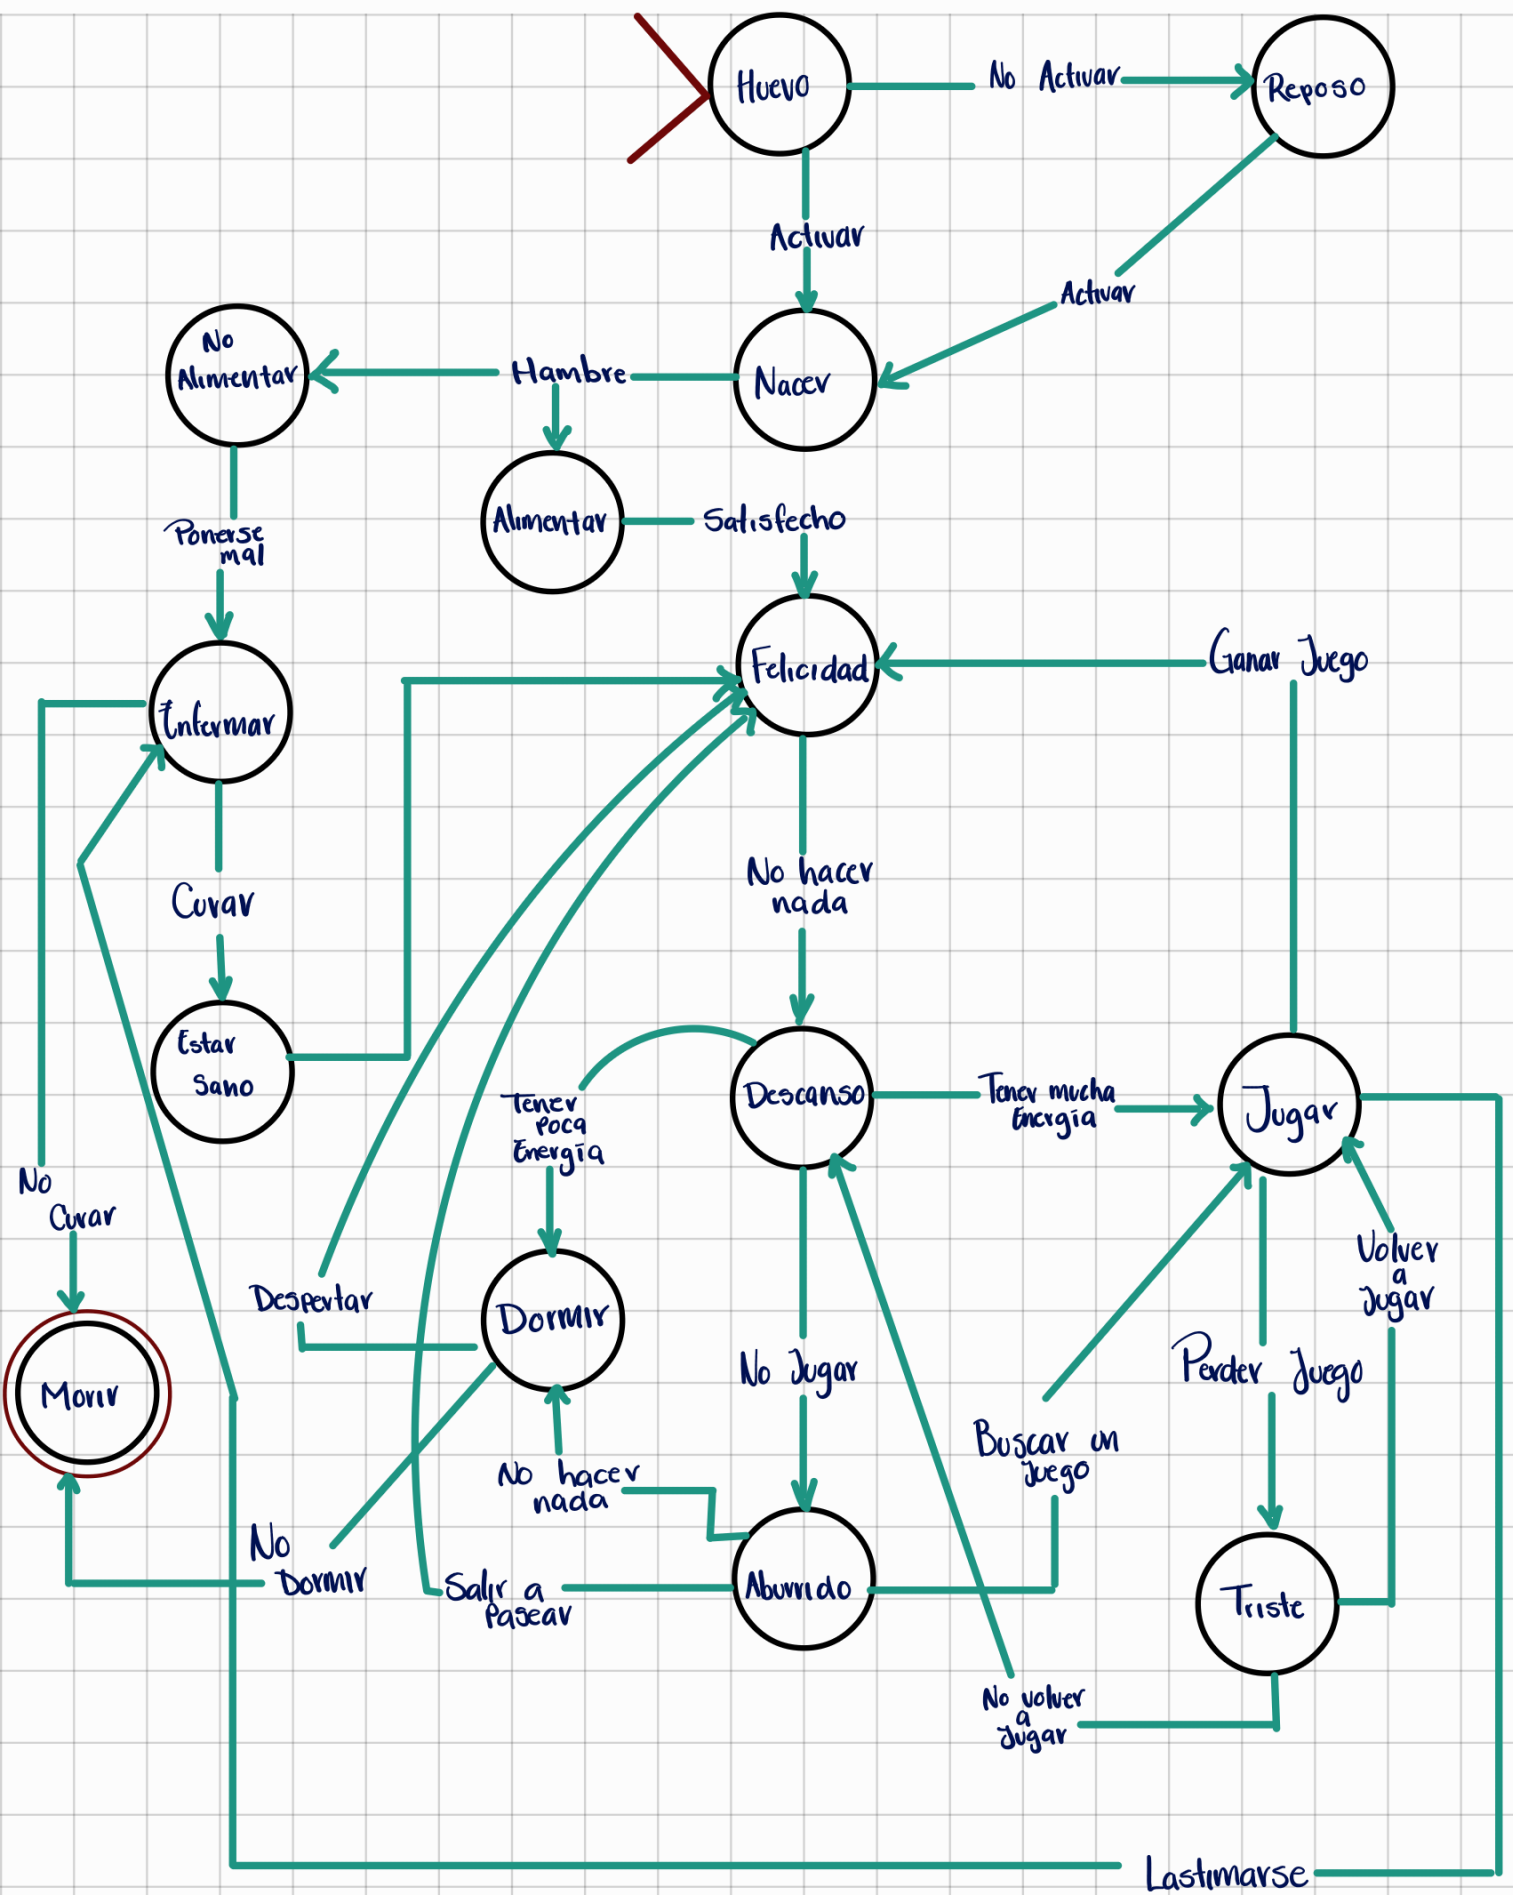 Huevo
No Activar
Reposo
Activar
Activar
No
Alimentar
Hambre
Nacer
Alimentar
Satisfecho
Ponerse
mal
Felicidad
Ganar Juego
Enfermar
No hacer
nada
Curar
Estar
Sano
Tener
Poca
Energía
Descanso
Tener mucha
Energía
Jugar
No
Curar
Despertar
Dormir
Volver
a
Jugar
No Jugar
Perder Juego
Morir
Buscar un
Juego
No hacer
nada
No
Dormir
Salir a
Pasear
Aburrido
Triste
No volver
a
Jugar
Lastimarse